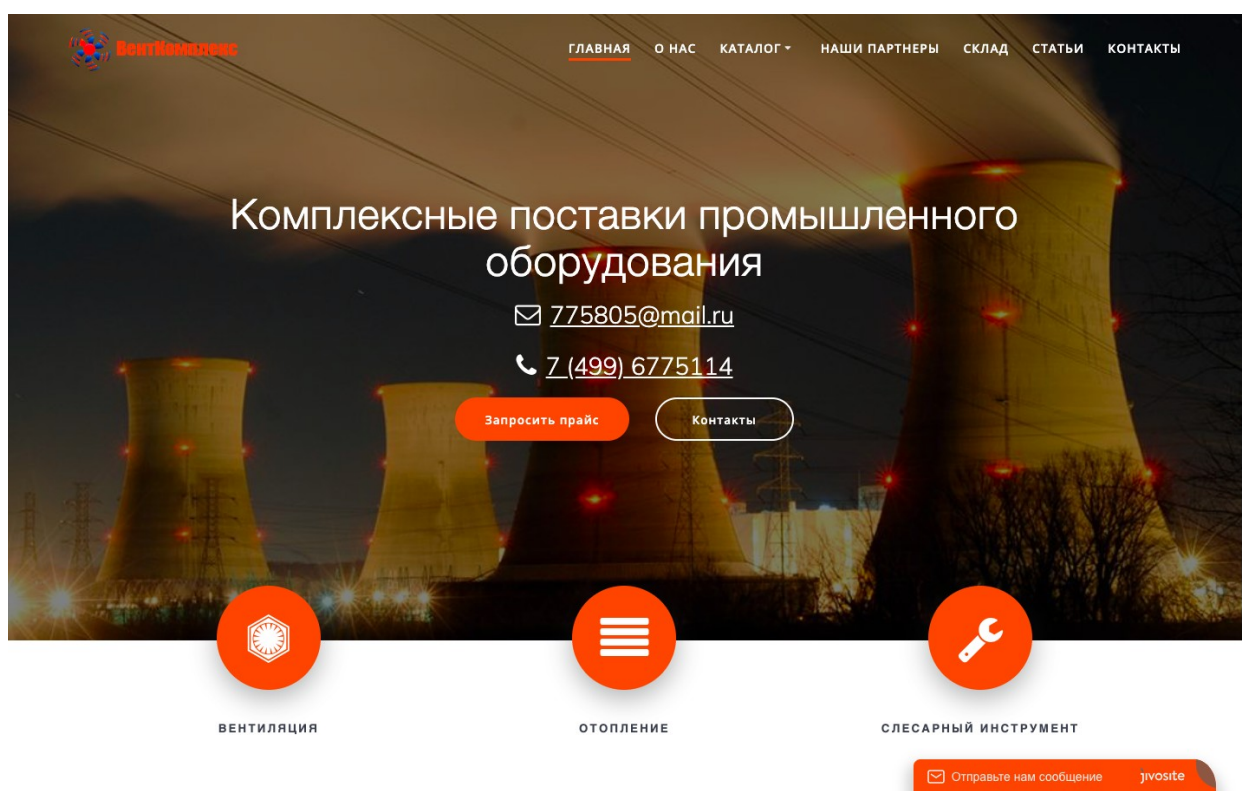 ВентКомплекс
ГЛАВНАЯ О НАС КАТАЛОГ НАШИ ПАРТНЕРЫ СКЛАД СТАТЬИ КОНТАКТЫ
Комплексные поставки промышленного
оборудования
775805@mail.ru
7 (499) 6775114
Запросить прайс Контакты
ВЕНТИЛЯЦИЯ ОТОПЛЕНИЕ СЛЕСАРНЫЙ ИНСТРУМЕНТ
Отправьте нам сообщение jivosite